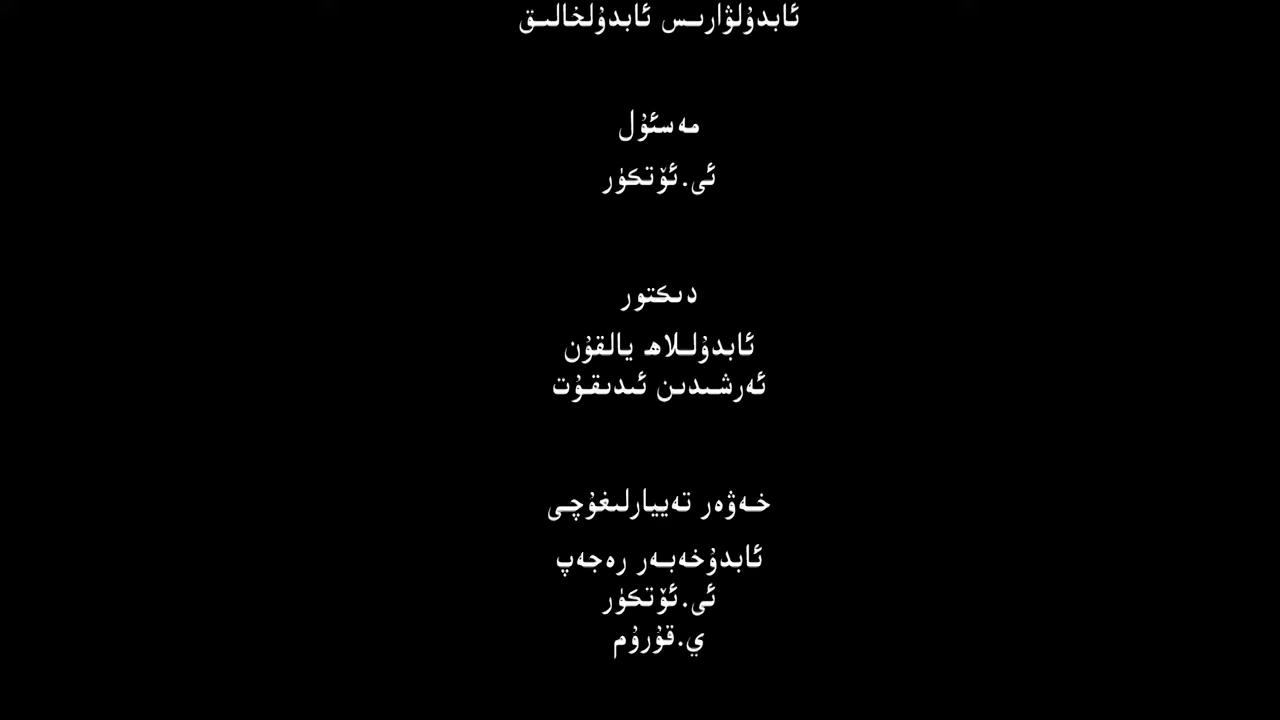 ئابدۇلۋارىس ئابدۇلخالىق
مەسئۇل
ئى.ئۆتكۈر
دىكتور
ئابدۇللاھ يالقۇن
ئەرشىدىن ئىدىقۇت
خەۋەر تەييارلىغۇچى
ئابدۇخەبەر رەجەپ
ئى.ئۆتكۈر
ي.قۇرۇم